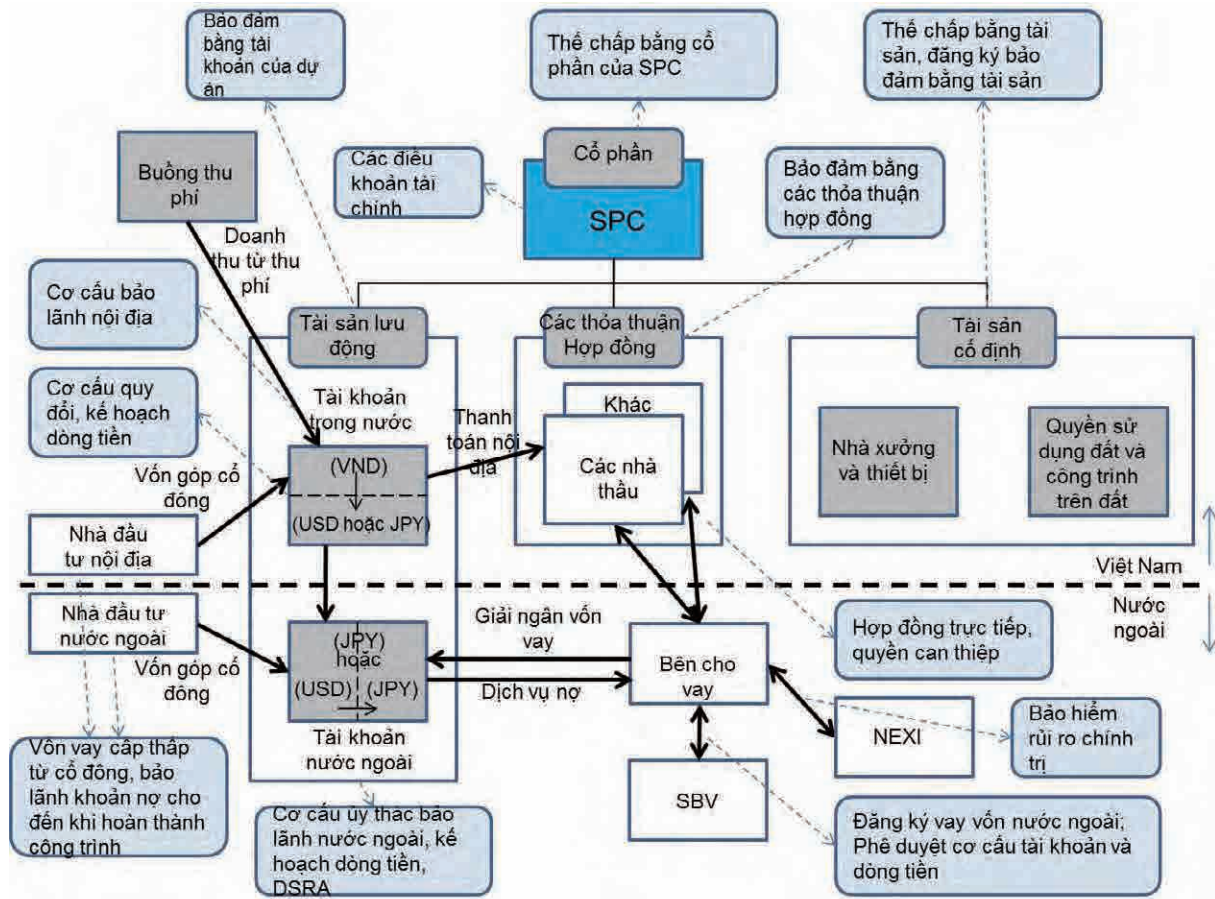 Bảo đảm
bằng tài
khoản của dự
án
Thế chấp bằng cổ
phần của SPC
Thế chấp bằng tài
sản, đăng ký bảo
đảm bằng tài sản
Buồng thu
phí
Các điều
khoản tài
chính
Cổ phần
SPC
Bảo đảm bằng
các thỏa thuận
hợp đồng
Doanh
thu từ thu
phí
Cơ cấu bảo
lãnh nội địa
Tài sản lưu
động
Các thỏa thuận
Hợp đồng
Tài sản
cố định
Cơ cấu quy
đổi, kế hoạch
dòng tiền
Tài khoản
trong nước
Thanh
toán nội
địa
Khác
Các nhà
thầu
Nhà xưởng
và thiết bị
Quyền sử
dụng đất và
công trình
trên đất
Vốn góp cổ
đông
(VND)
(USD hoặc JPY)
Nhà đầu
tư nội địa
Việt Nam
Nhà đầu tư
nước ngoài
Nước
ngoài
Vốn góp cổ
đông
(JPY)
hoặc
(USD) (JPY)
Giải ngân vốn
vay
Dịch vụ nợ
Bên cho
vay
Hợp đồng trực tiếp,
quyền can thiệp
Tài khoản
nước ngoài
NEXI
Bảo hiểm
rủi ro chính
trị
SBV
Vốn vay cấp thấp
từ cổ đông, bảo
lãnh khoản nợ cho
đến khi hoàn thành
công trình
Cơ cấu ủy thác bảo
lãnh nước ngoài, kế
hoạch dòng tiền,
DSRA
Đăng ký vay vốn nước ngoài;
Phê duyệt cơ cấu tài khoản và
dòng tiền